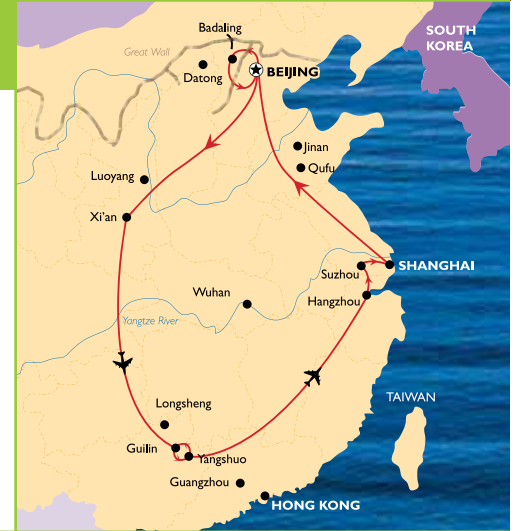 Badaling
SOUTH
KOREA
Great Wall
Datong
BEIJING
Jinan
Qufu
Luoyang
Xi'an
Suzhou
SHANGHAI
Wuhan
Hangzhou
Yangtze River
TAIWAN
Longsheng
Guilin
Yangshuo
Guangzhou
HONG KONG